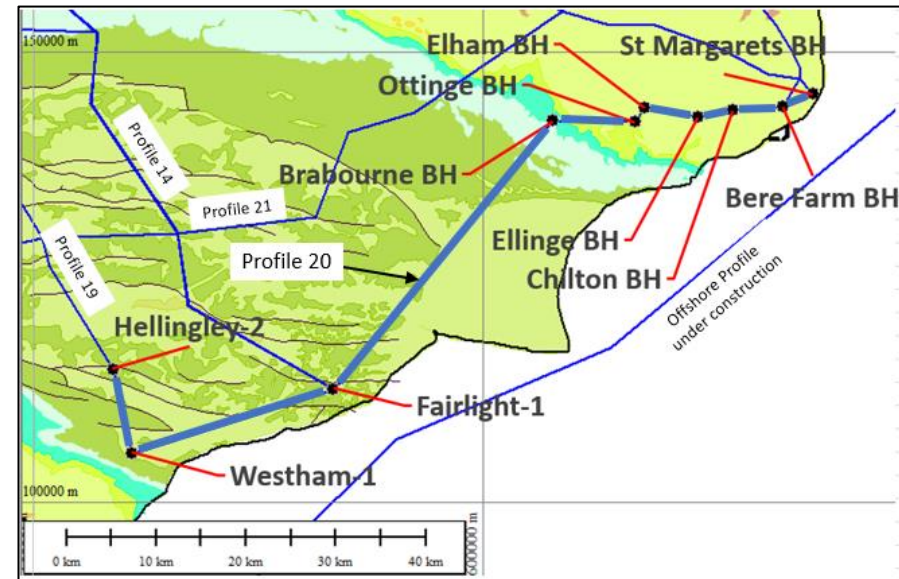 150000 m
Elham BH
St Margarets BH
Ottinge BH
Profile 14
Brabourne BH
Bere Farm BH
Profile 21
Ellinge BH
Profile 20
Chilton BH
Profile 19
Offshore Profile
under construction
Hellingley-2
Fairlight-1
Westham-1
100000 m
600000 m
0 km
10 km
20 km
30 km
40 km